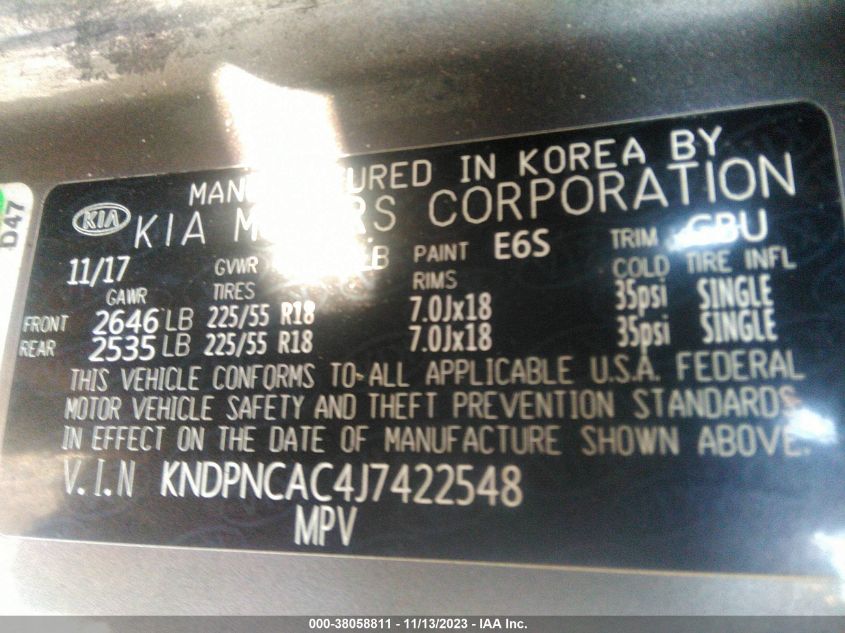 MANU URED IN KOREA BY
KIA KIA M RS CORPORATION
11/17 GVWR LB PAINT E6S TRIM GBU
GAWR TIRES RIMS COLD TIRE INFL
FRONT 2646 LB 225/55 R18 7.0Jx18 35psi SINGLE
REAR 2535 LB 225/55 R18 7.0Jx18 35psi SINGLE
THIS VEHICLE CONFORMS TO ALL APPLICABLE U.S.A. FEDERAL
MOTOR VEHICLE SAFETY AND THEFT PREVENTION STANDARDS
IN EFFECT ON THE DATE OF MANUFACTURE SHOWN ABOVE.
V.I.N KNDPNCAC4J7422548
MPV
D47
000-38058811 - 11/13/2023 - IAA Inc.